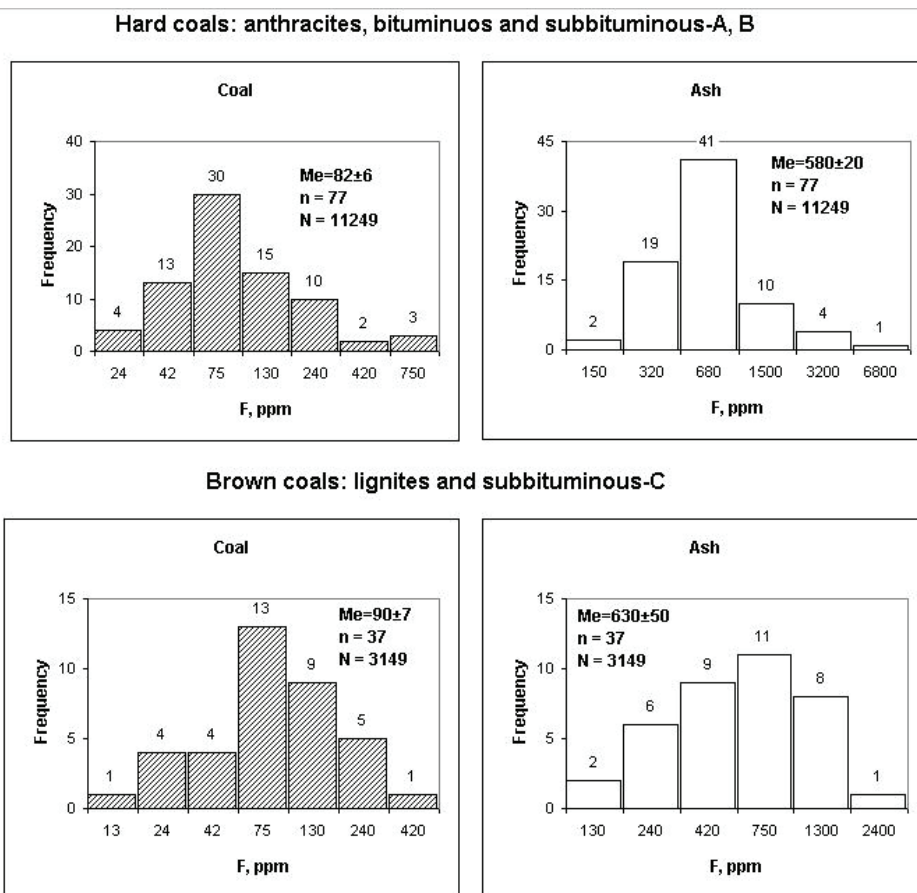 Hard coals: anthracites, bituminuos and subbituminous-A, B
Coal
40
30
20
10
0
Frequency
4
13
30
15
10
2
3
Me=82±6
n = 77
N = 11249
24 42 75 130 240 420 750
F, ppm
Ash
45
30
15
0
Frequency
2
19
41
10
4
1
Me=580±20
n = 77
N = 11249
150 320 680 1500 3200 6800
F, ppm
Brown coals: lignites and subbituminous-C
Coal
15
10
5
0
Frequency
1
4
4
13
9
5
1
Me=90±7
n = 37
N = 3149
13 24 42 75 130 240 420
F, ppm
Ash
15
10
5
0
Frequency
2
6
9
11
8
1
Me=630±50
n = 37
N = 3149
130 240 420 750 1300 2400
F, ppm